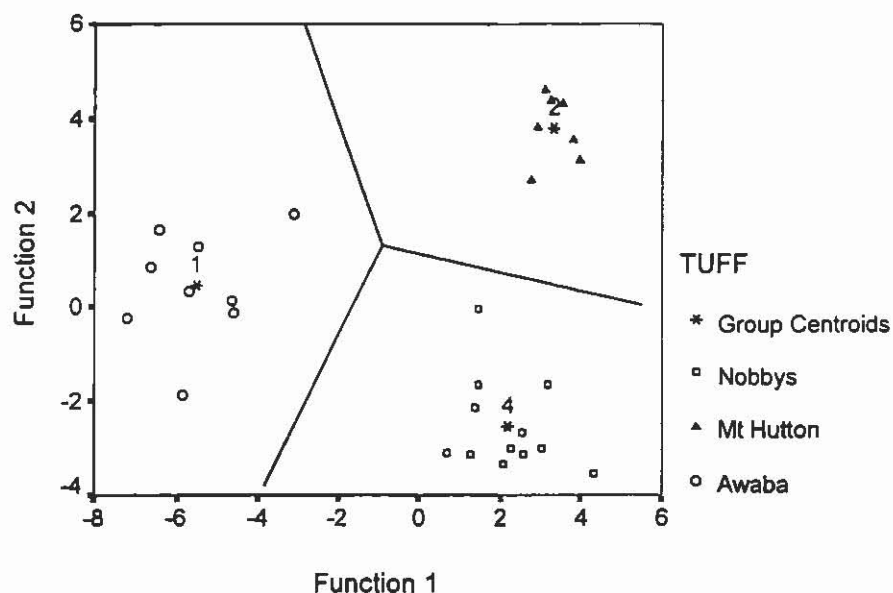 6
4
2
0
-2
-4
-8
-6
-4
-2
0
2
4
6
Function 2
Function 1
1
2
4
TUFF
Group Centroids
Nobbys
Mt Hutton
Awaba